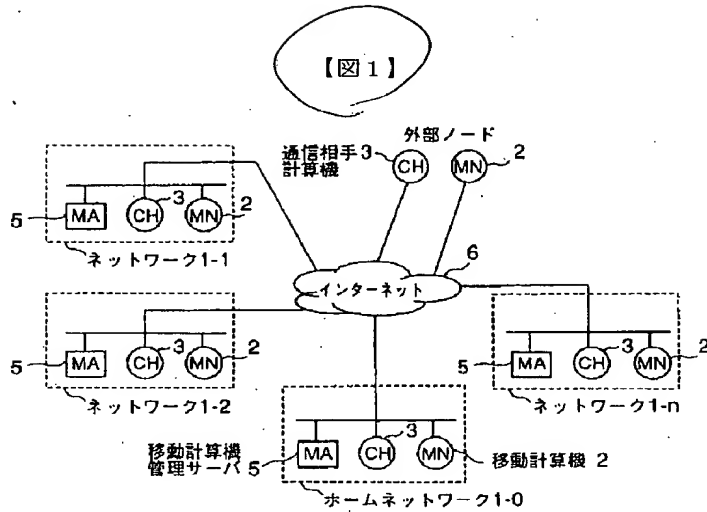 【図1】
外部ノード
通信相手 3
計算機
CH
MN
2
5
MA
CH
3
MN
2
ネットワーク1-1
6
インターネット
5
MA
CH
3
MN
2
ネットワーク1-2
5
MA
CH
3
MN
2
ネットワーク1-n
移動計算機
管理サーバ 5
MA
CH
3
MN
移動計算機 2
ホームネットワーク1-0